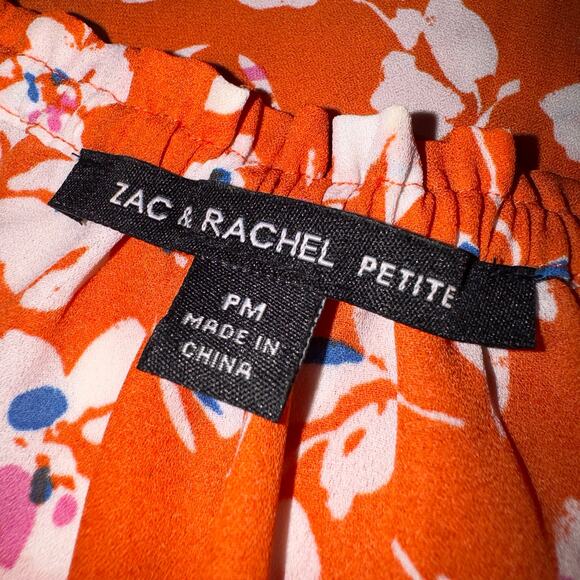 ZAC & RACHEL PETITE
PM
MADE IN
CHINA